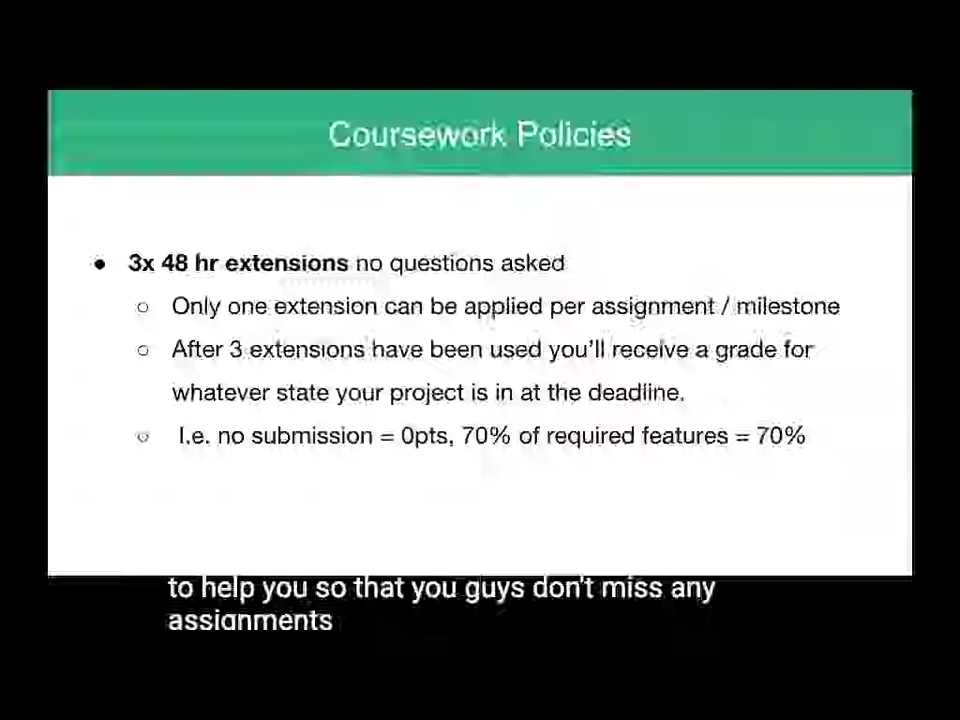 Coursework Policies
● 3x 48 hr extensions no questions asked
○ Only one extension can be applied per assignment / milestone
○ After 3 extensions have been used you'll receive a grade for
whatever state your project is in at the deadline.
○ I.e. no submission = 0pts, 70% of required features = 70%
to help you so that you guys don't miss any
assignments